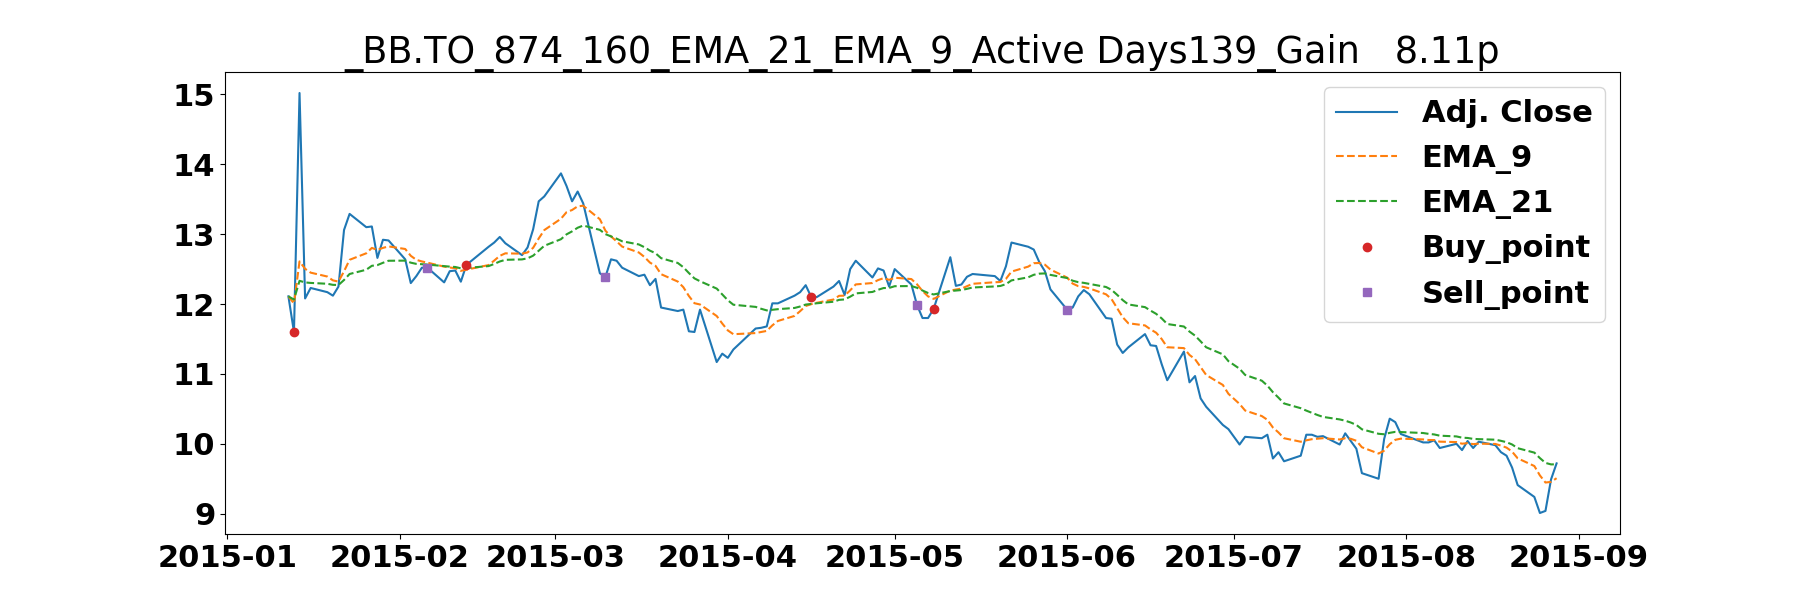 _BB.TO_874_160_EMA_21_EMA_9_Active Days139_Gain   8.11p
15
14
13
12
11
10
9
Adj. Close
EMA_9
EMA_21
Buy_point
Sell_point
2015-01 2015-02 2015-03 2015-04 2015-05 2015-06 2015-07 2015-08 2015-09